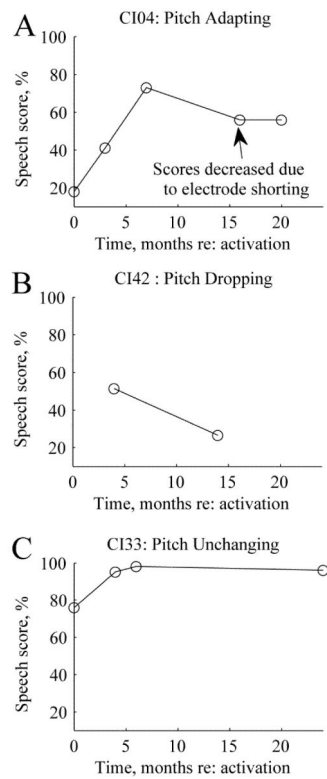 A
CI04: Pitch Adapting
Speech score, %
100
80
60
40
20
Scores decreased due
to electrode shorting
0 5 10 15 20
Time, months re: activation
B
CI42 : Pitch Dropping
Speech score, %
100
80
60
40
20
0 5 10 15 20
Time, months re: activation
C
CI33: Pitch Unchanging
Speech score, %
100
80
60
40
20
0 5 10 15 20
Time, months re: activation